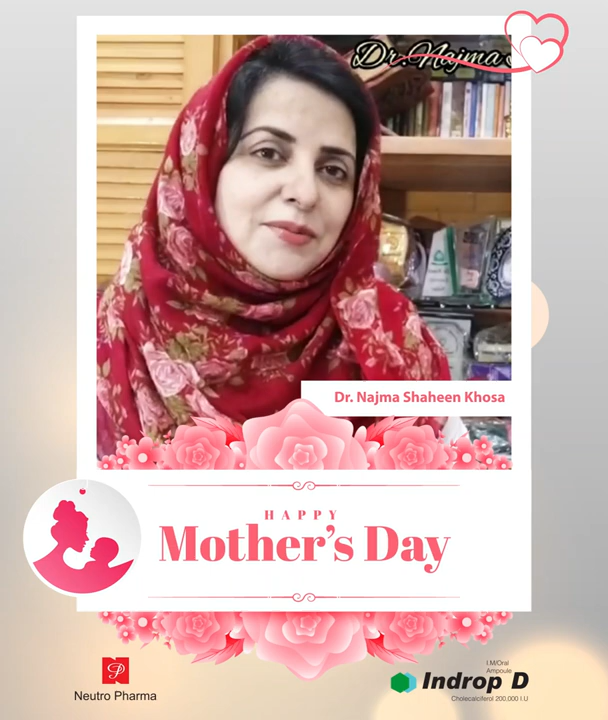 Dr. Najma
Dr. Najma Shaheen Khosa
HAPPY
Mother's Day
Neutro Pharma
I.M/Oral
Ampoule
Indrop D
Cholecalciferol 200,000 I.U